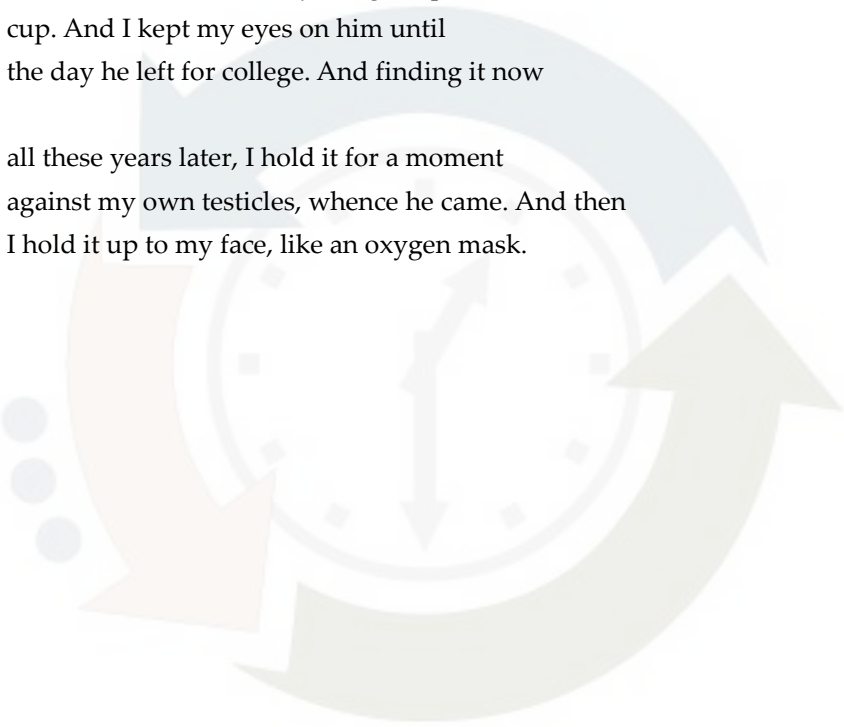 cup. And I kept my eyes on him until
the day he left for college. And finding it now
all these years later, I hold it for a moment
against my own testicles, whence he came. And then
I hold it up to my face, like an oxygen mask.